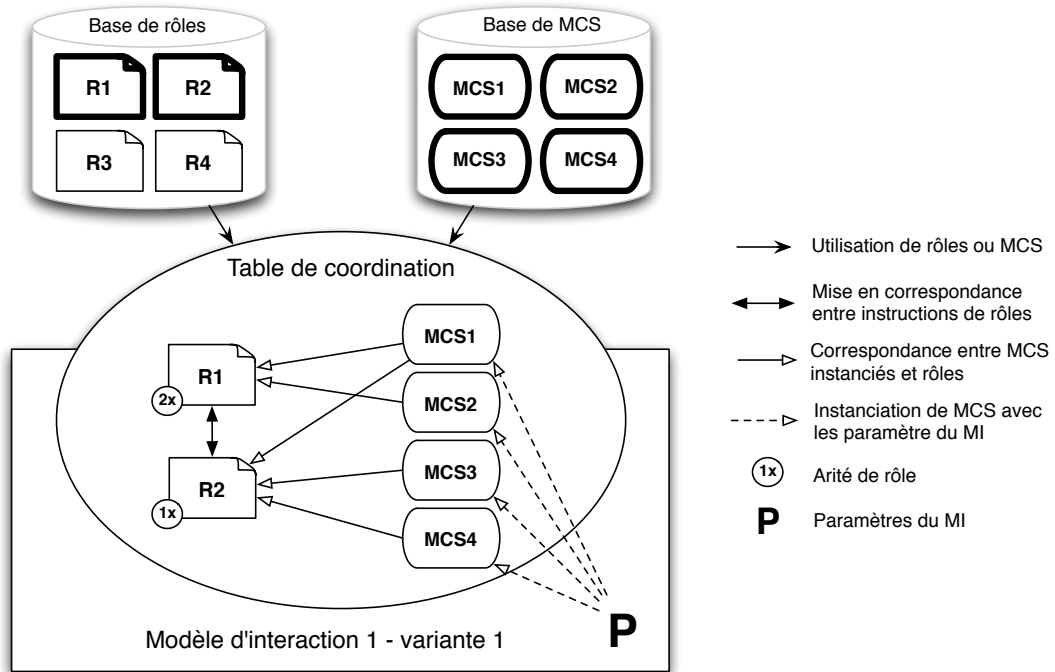 Base de rôles
R1
R2
R3
R4
Base de MCS
MCS1
MCS2
MCS3
MCS4
Table de coordination
R1
2x
R2
1x
MCS1
MCS2
MCS3
MCS4
P
Modèle d'interaction 1 - variante 1
Utilisation de rôles ou MCS
Mise en correspondance
entre instructions de rôles
Correspondance entre MCS
instanciés et rôles
Instanciation de MCS avec
les paramètre du MI
1x
Arité de rôle
P
Paramètres du MI